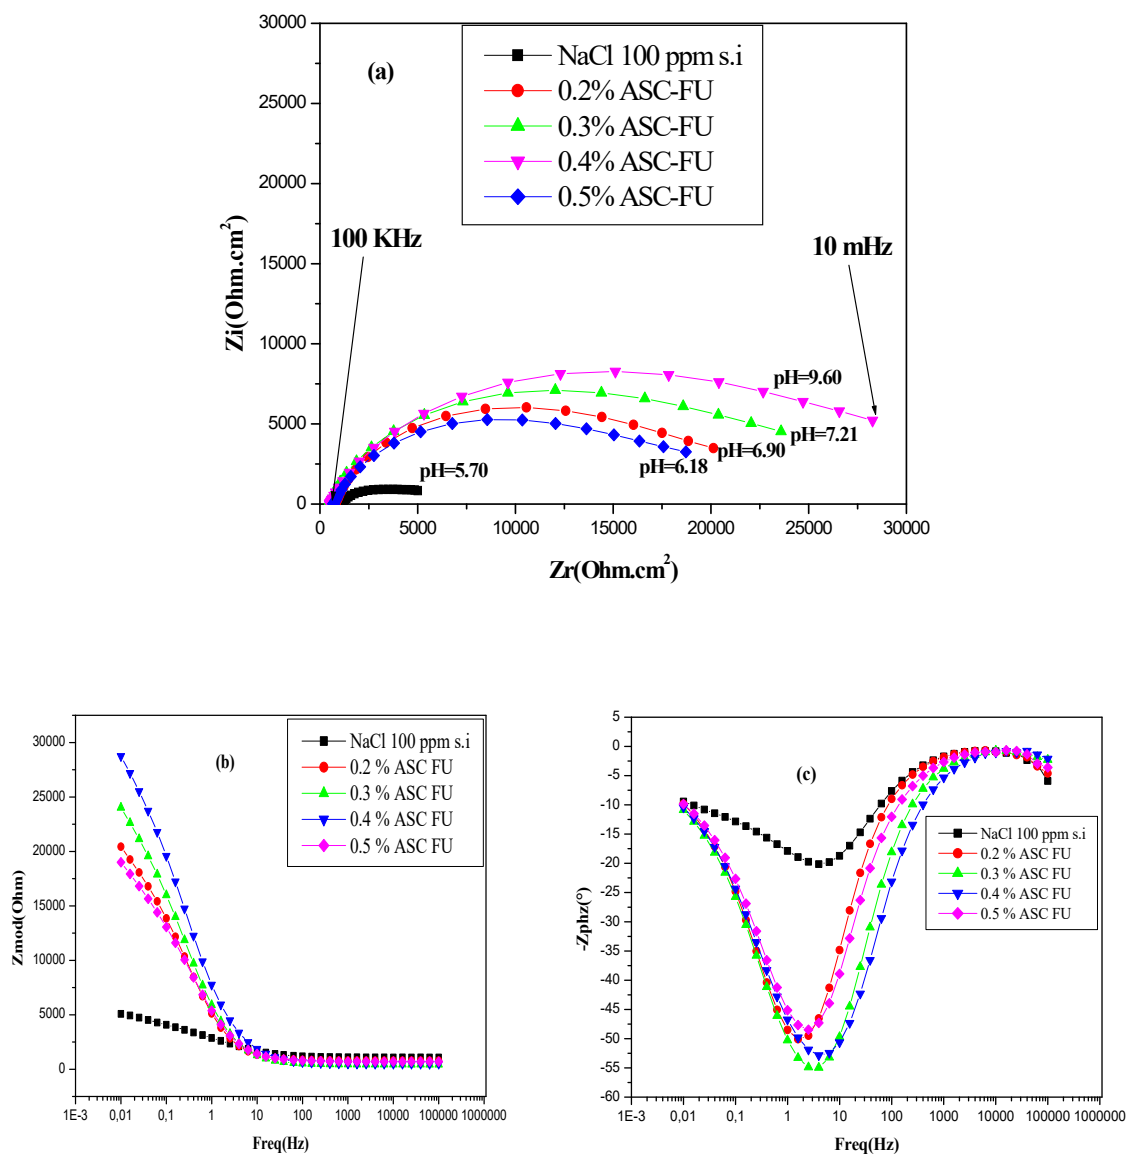 30000
25000
20000
15000
10000
5000
0
Zi(Ohm.cm²)
(a)
NaCl 100 ppm s.i
0.2% ASC-FU
0.3% ASC-FU
0.4% ASC-FU
0.5% ASC-FU
100 KHz
10 mHz
pH=9.60
pH=7.21
pH=6.90
pH=6.18
pH=5.70
0
5000
10000
15000
20000
25000
30000
Zr(Ohm.cm²)
30000
25000
20000
15000
10000
5000
0
Zmod(Ohm)
(b)
NaCl 100 ppm s.i
0.2 % ASC FU
0.3 % ASC FU
0.4 % ASC FU
0.5 % ASC FU
1E-3
0,01
0,1
1
10
100
1000
10000
100000
1000000
Freq(Hz)
5
0
-5
-10
-15
-20
-25
-30
-35
-40
-45
-50
-55
-60
-Zphz(°)
(c)
NaCl 100 ppm s.i
0.2 % ASC FU
0.3 % ASC FU
0.4 % ASC FU
0.5 % ASC FU
1E-3
0,01
0,1
1
10
100
1000
10000
100000
1000000
Freq(Hz)